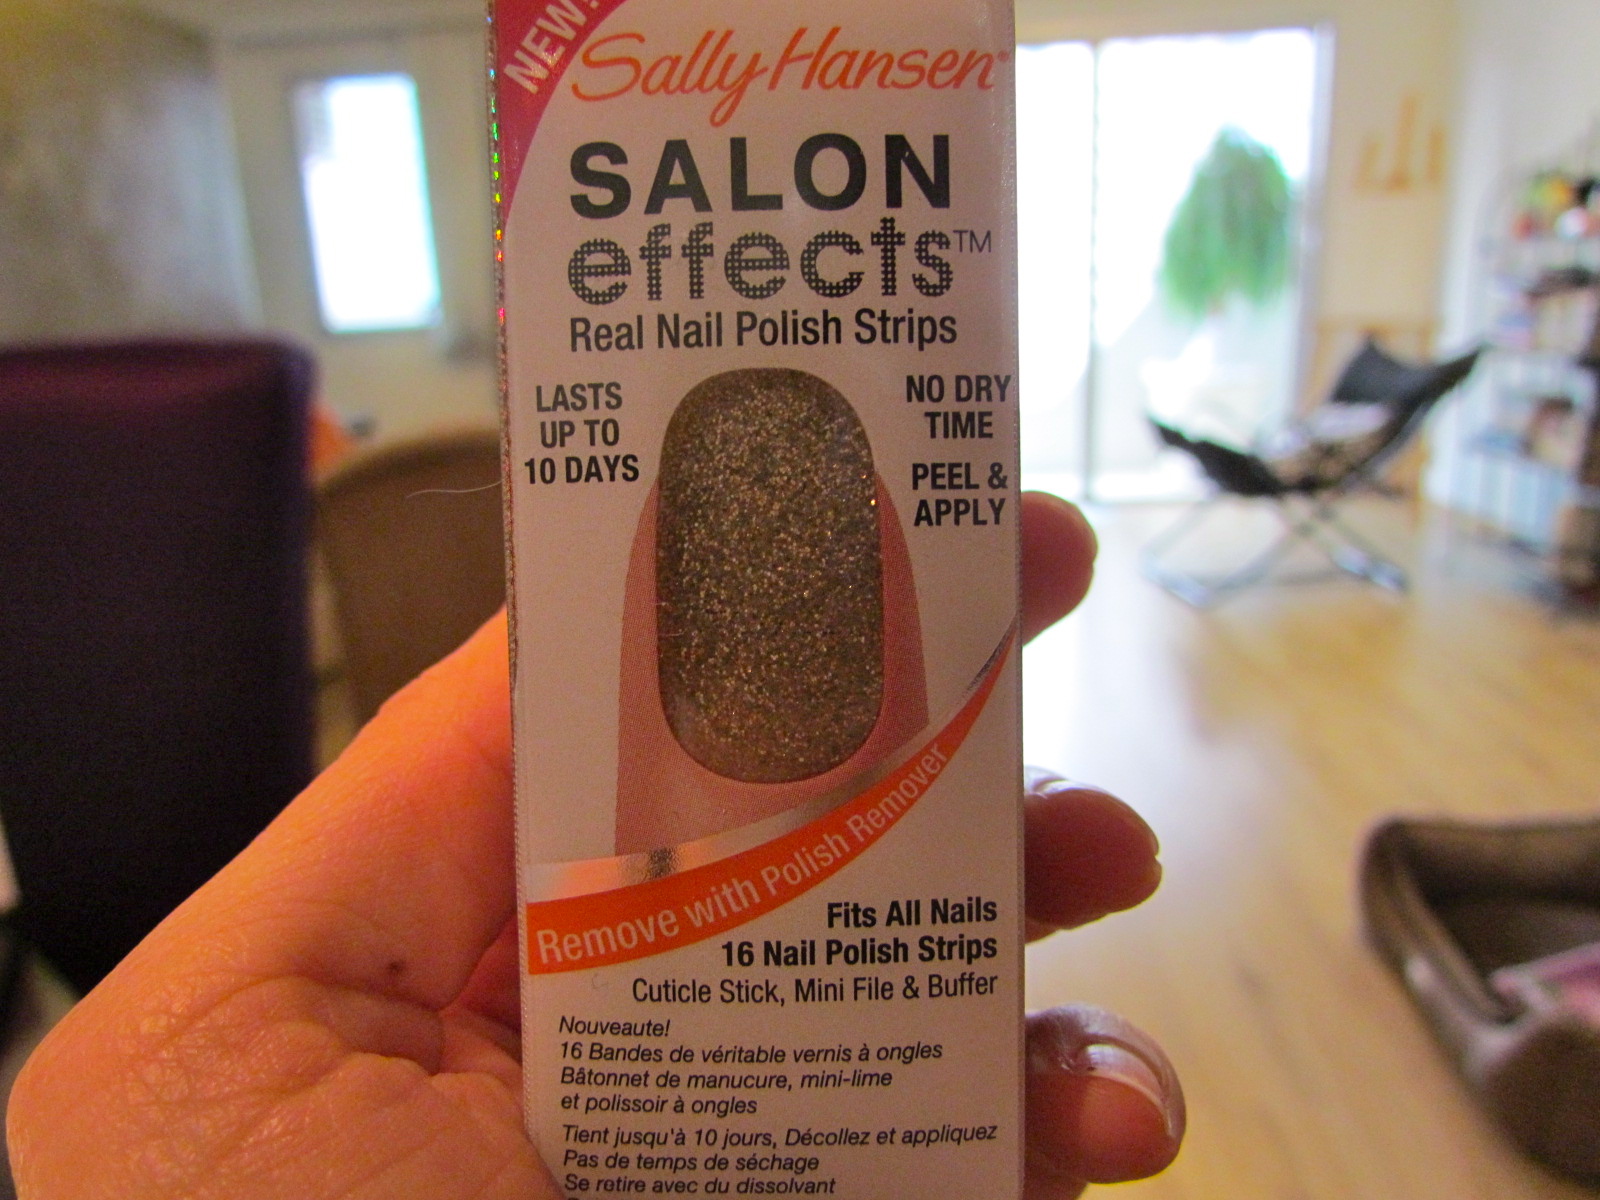 NEW!
Sally Hansen
SALON
effects™
Real Nail Polish Strips
LASTS
UP TO
10 DAYS
NO DRY
TIME
PEEL &
APPLY
Remove with Polish Remover
Fits All Nails
16 Nail Polish Strips
Cuticle Stick, Mini File & Buffer
Nouveaute!
16 Bandes de véritable vernis à ongles
Bâtonnet de manucure, mini-lime
et polissoir à ongles
Tient jusqu'à 10 jours, Décollez et appliquez
Pas de temps de séchage
Se retire avec du dissolvant